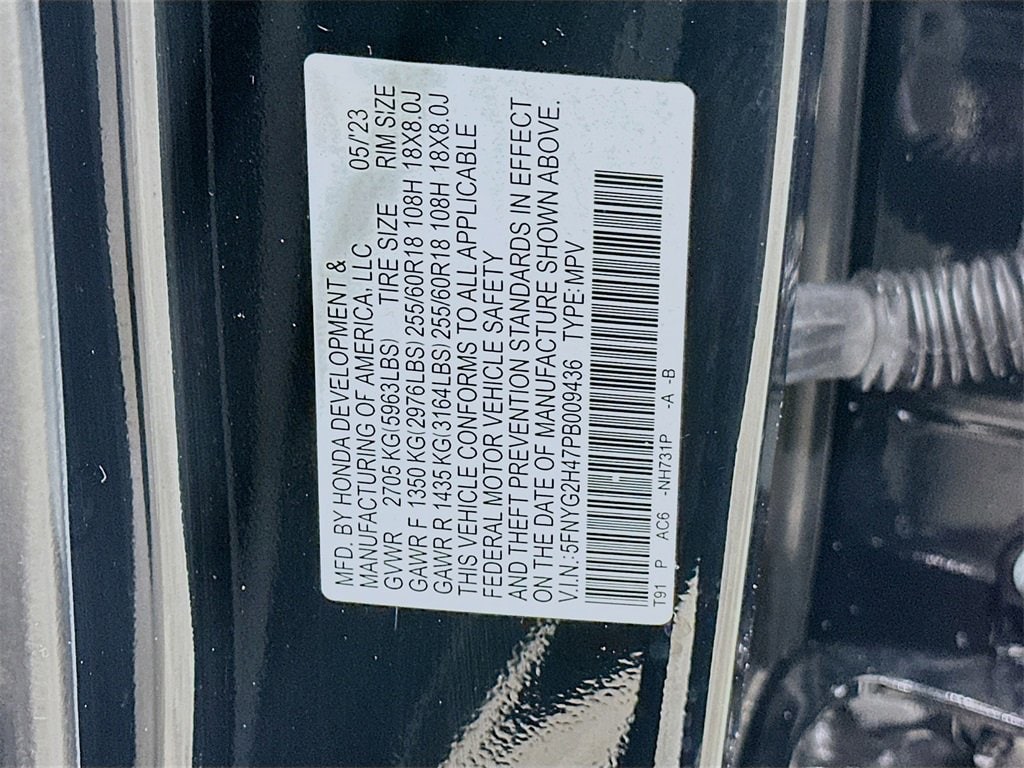 MFD. BY HONDA DEVELOPMENT &
MANUFACTURING OF AMERICA, LLC 05/'23
GVWR 2705 KG(5963LBS) TIRE SIZE RIM SIZE
GAWR F 1350 KG(2976LBS) 255/60R18 108H 18X8.0J
GAWR R 1435 KG(3164LBS) 255/60R18 108H 18X8.0J
THIS VEHICLE CONFORMS TO ALL APPLICABLE
FEDERAL MOTOR VEHICLE SAFETY
AND THEFT PREVENTION STANDARDS IN EFFECT
ON THE DATE OF MANUFACTURE SHOWN ABOVE.
V.I.N.:5FNYG2H47PB009436 TYPE:MPV
T91 P AC6 -NH731P -A -B